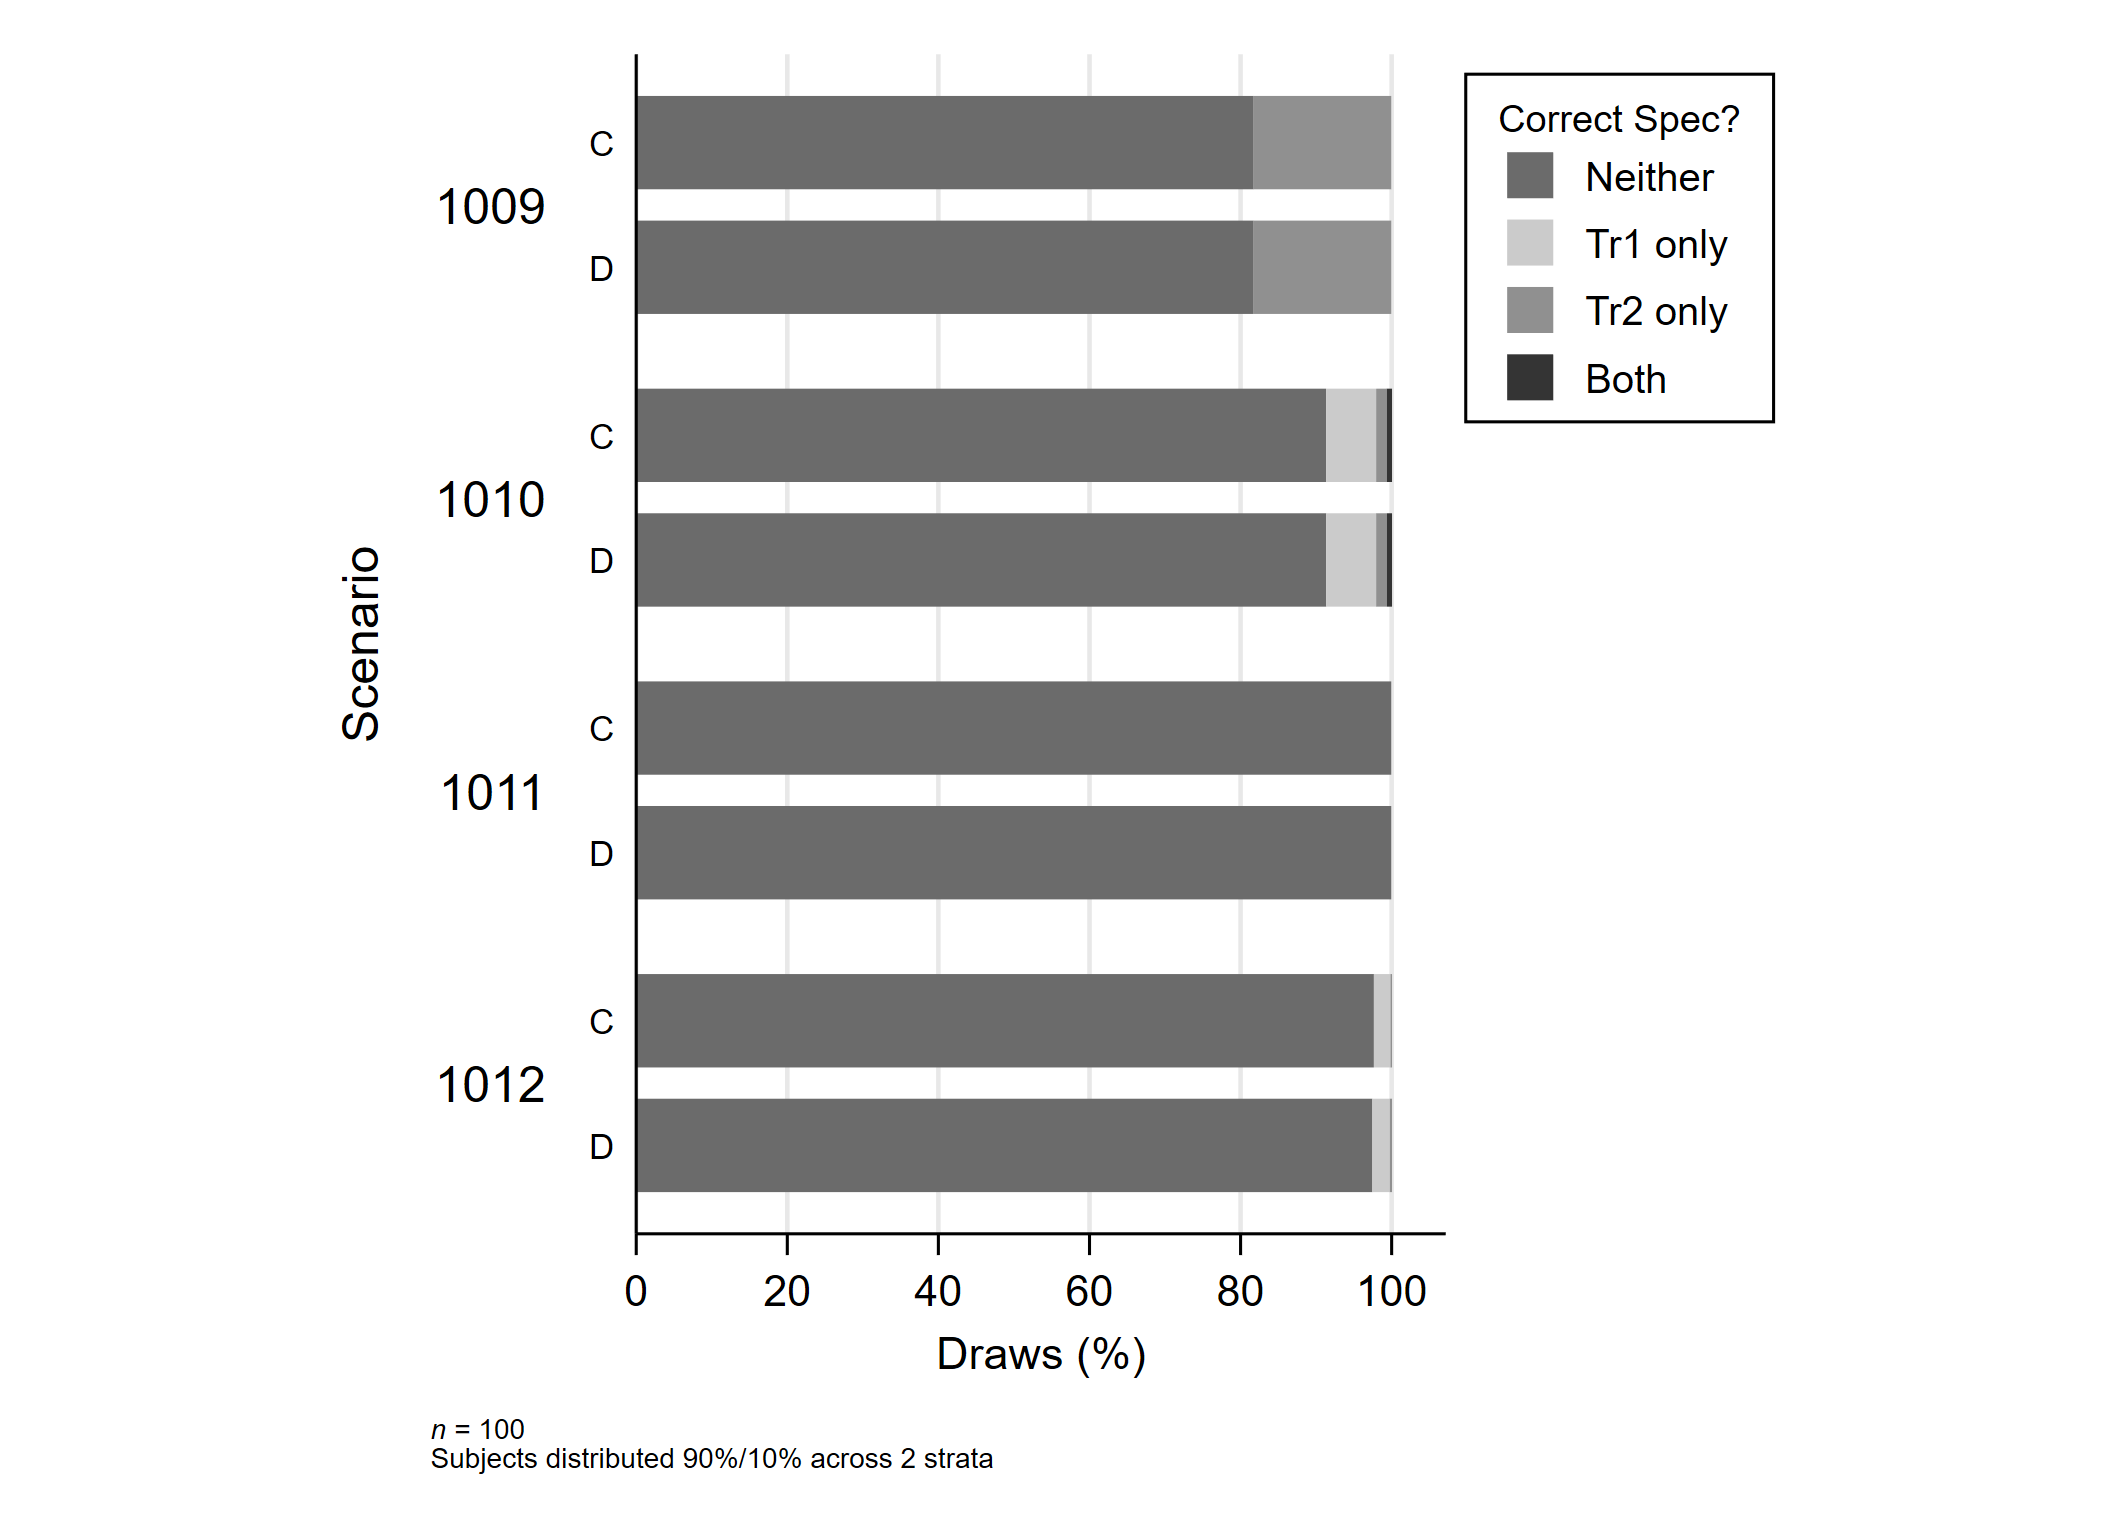 Correct Spec?
Neither
Tr1 only
Tr2 only
Both
Scenario
1009
C
D
1010
C
D
1011
C
D
1012
C
D
0 20 40 60 80 100
Draws (%)
n = 100
Subjects distributed 90%/10% across 2 strata